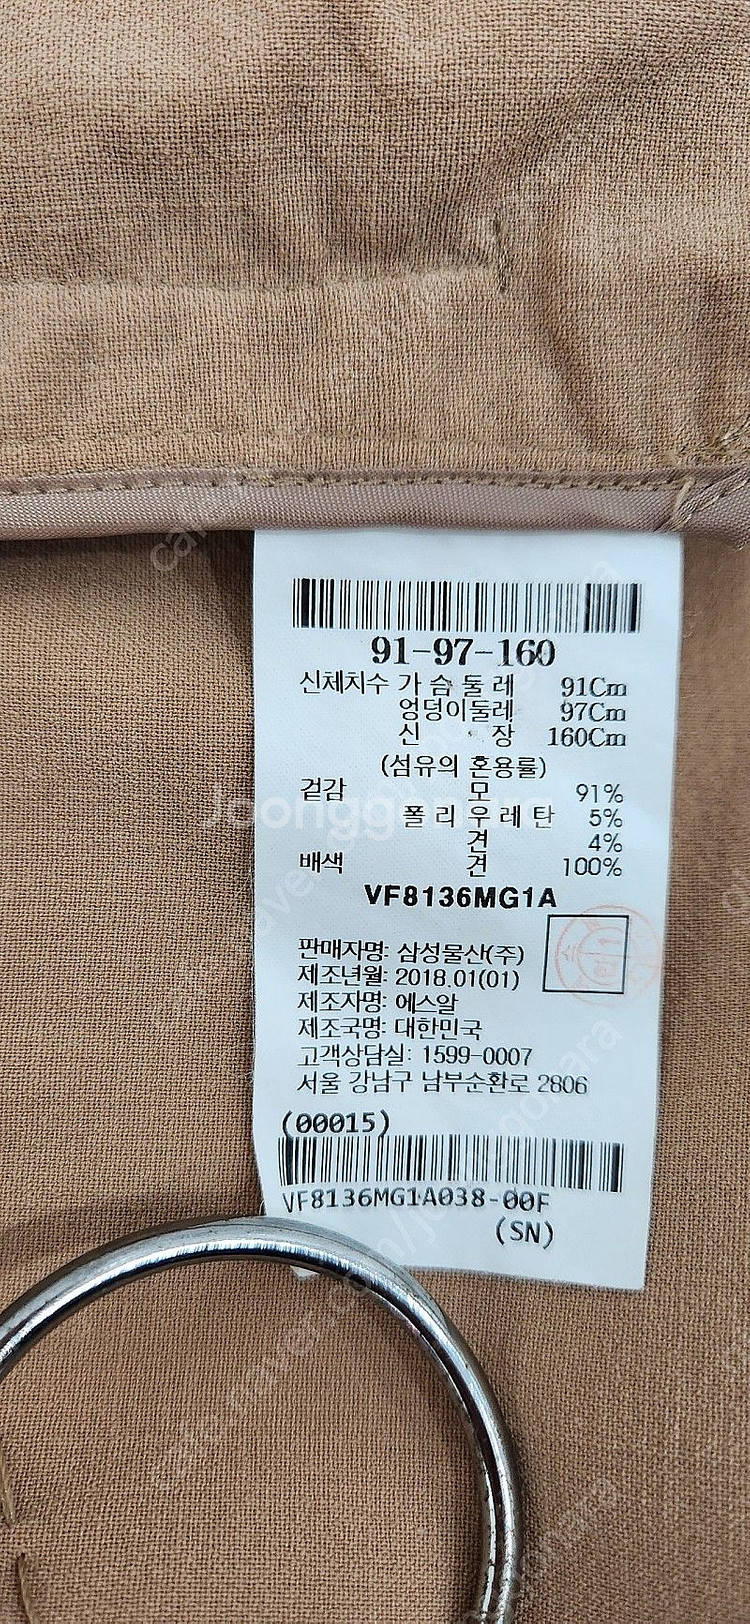 91-97-160
신체치수 가슴둘레 91Cm
엉덩이둘레 97Cm
신 장 160Cm
(섬유의 혼용률)
겉감 모 91%
폴리우레탄 5%
견 4%
배색 견 100%
VF8136MG1A
판매자명: 삼성물산(주)
제조년월: 2018.01(01)
제조자명: 에스알
제조국명: 대한민국
고객상담실: 1599-0007
서울 강남구 남부순환로 2806
(00015)
VF8136MG1A038-00F
(SN)